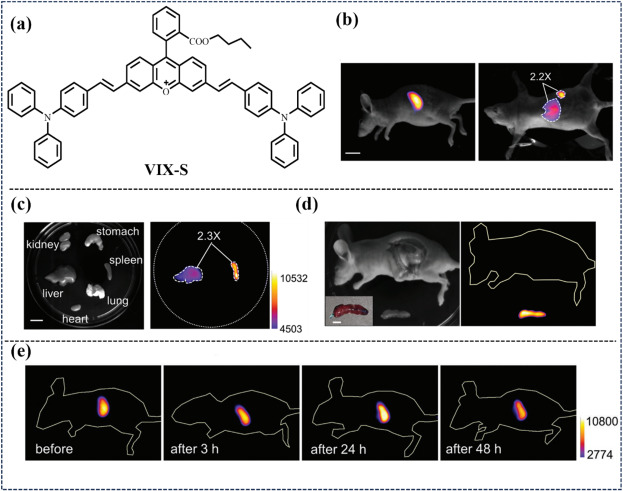 (a)
COO
N
O
+
N
VIX-S
(b)
2.2X
(c)
kidney
stomach
spleen
liver
lung
heart
2.3X
10532
4503
(d)
(e)
before
after 3 h
after 24 h
after 48 h
10800
2774